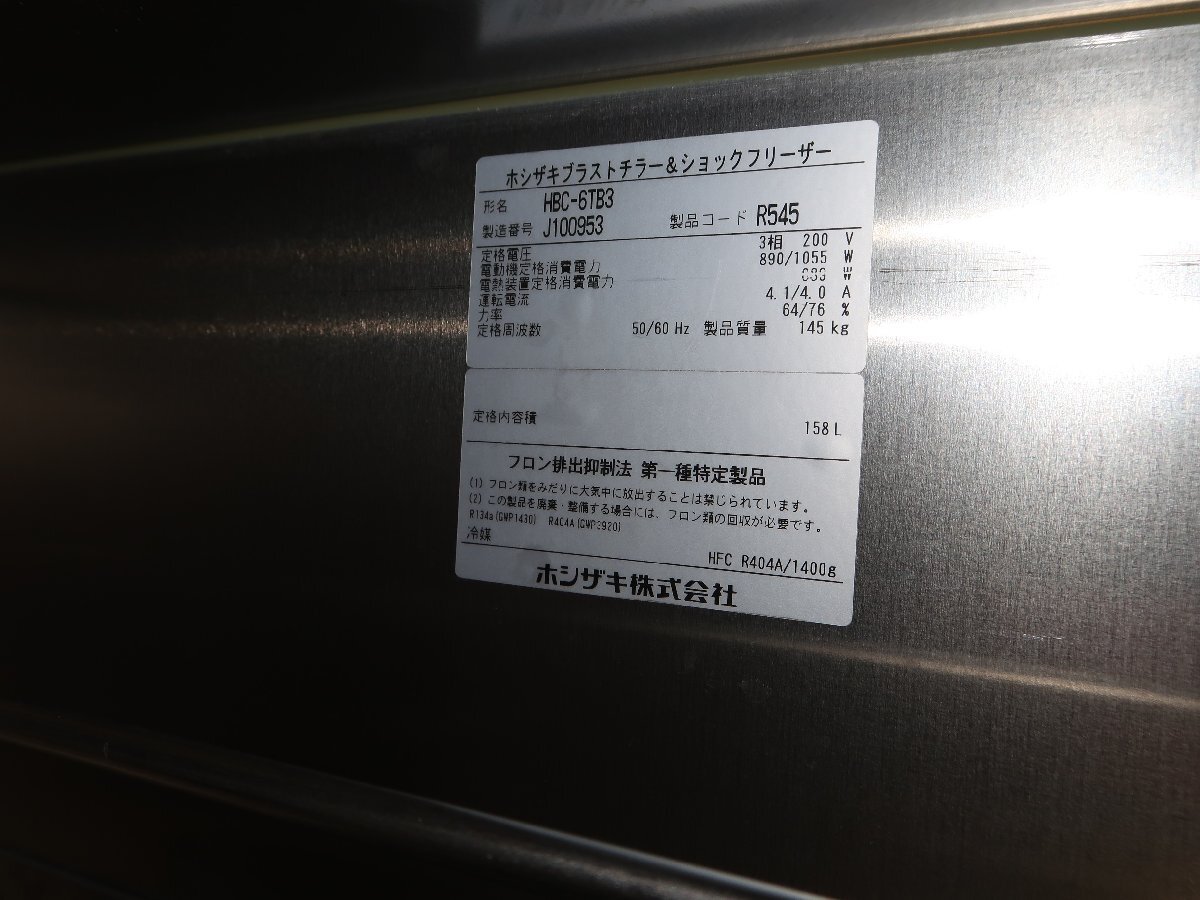 ホシザキブラストチラー&ショックフリーザー
形名 HBC-6TB3
製造番号 J100953 製品コード R545
定格電圧 3相 200 V
電動機定格消費電力 890/1055 W
電熱装置定格消費電力 W
運転電流 4.1/4.0 A
力率 64/76 %
定格周波数 50/60 Hz 製品質量 145 kg
定格内容積 158 L
フロン排出抑制法 第一種特定製品
(1) フロン類をみだりに大気中に放出することは禁じられています。
(2) この製品を廃棄・整備する場合には、フロン類の回収が必要です。
R134a(GWP1430) R404A(GWP3920)
冷媒 HFC R404A/1400g
ホシザキ株式会社